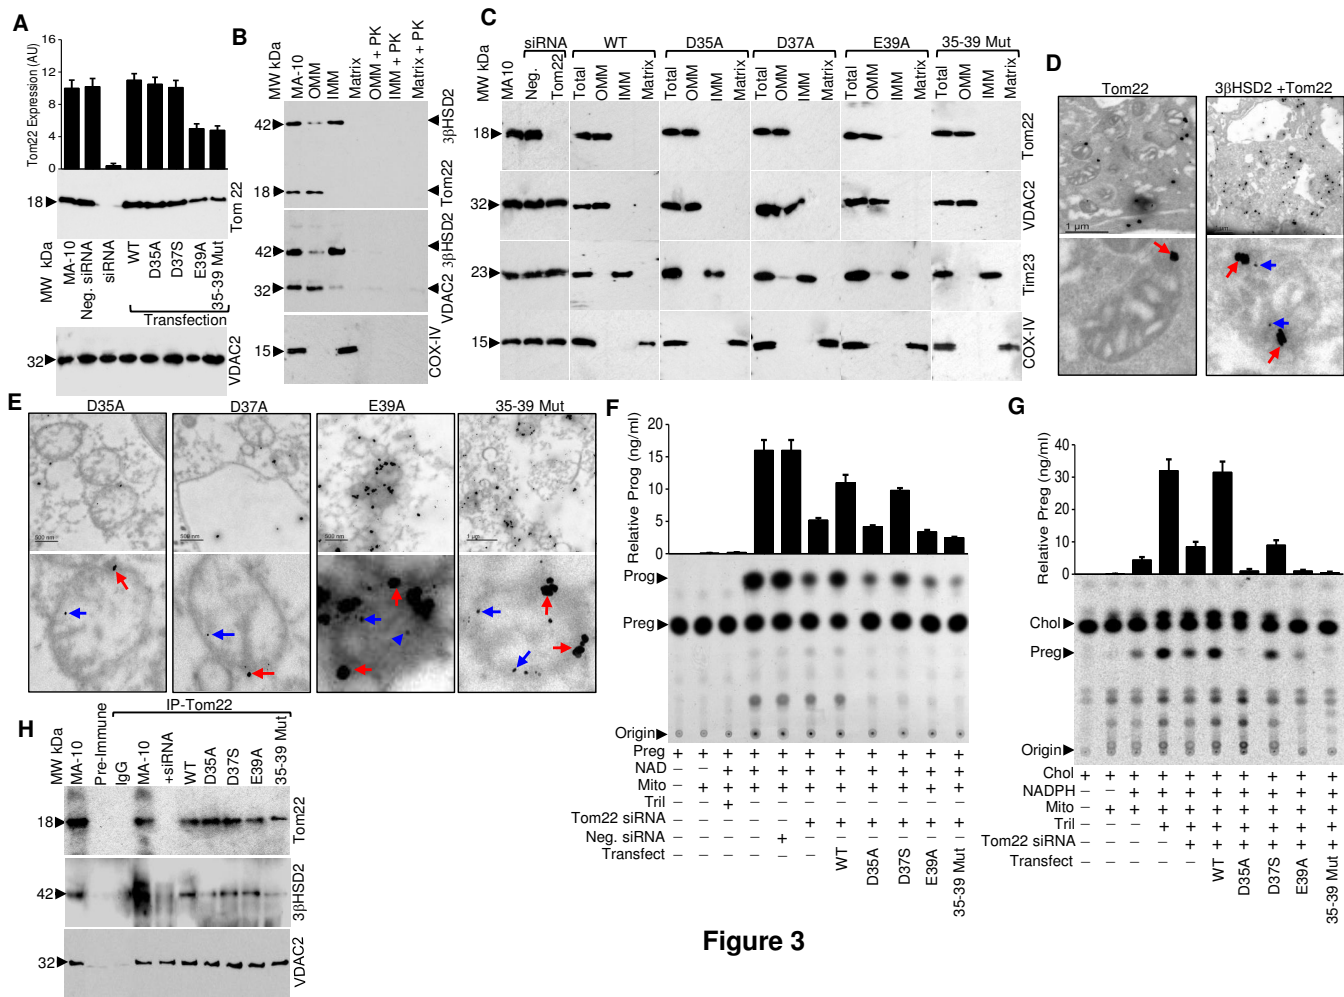 A
Tom22 Expression (AU)
16
12
8
4
0
18
Tom 22
MW kDa
MA-10
Neg. siRNA
siRNA
WT
D35A
D37S
E39A
35-39 Mut
Transfection
32
VDAC2
B
MW kDa
MA-10
OMM
IMM
Matrix
OMM + PK
IMM + PK
Matrix + PK
42
3βHSD2
18
Tom22
42
3βHSD2
32
VDAC2
15
COX-IV
C
siRNA
WT
D35A
D37A
E39A
35-39 Mut
MW kDa
MA10
Neg.
Tom22
Total
OMM
IMM
Matrix
Total
OMM
IMM
Matrix
Total
OMM
IMM
Matrix
Total
OMM
IMM
Matrix
Total
OMM
IMM
Matrix
18
Tom22
32
VDAC2
23
Tim23
15
COX-IV
D
Tom22
3βHSD2 +Tom22
1 µm
E
D35A
D37A
E39A
35-39 Mut
500 nm
500 nm
500 nm
1 µm
F
Relative Prog (ng/ml)
20
15
10
5
0
Prog
Preg
Origin
Preg + + + + + + + + + + + +
NAD − − + + + + + + + + +
Mito − + + + + + + + + + +
Tril − − + − − − − − − − −
Tom22 siRNA − − − − − + + + + + +
Neg. siRNA − − − − + − − − − − −
Transfect − − − − − − WT D35A D37S E39A 35-39 Mut
G
Relative Preg (ng/ml)
40
30
20
10
0
Chol
Preg
Origin
Chol + + + + + + + + + +
NADPH − − + + + + + + + +
Mito − + + + + + + + + +
Tril − − − + + + + + + +
Tom22 siRNA − − − − + + + + + +
Transfect − − − − − WT D35A D37S E39A 35-39 Mut
H
IP-Tom22
MW kDa
MA-10
Pre-Immune
IgG
MA-10
+siRNA
WT
D35A
D37S
E39A
35-39 Mut
18
Tom22
42
3βHSD2
32
VDAC2
Figure 3